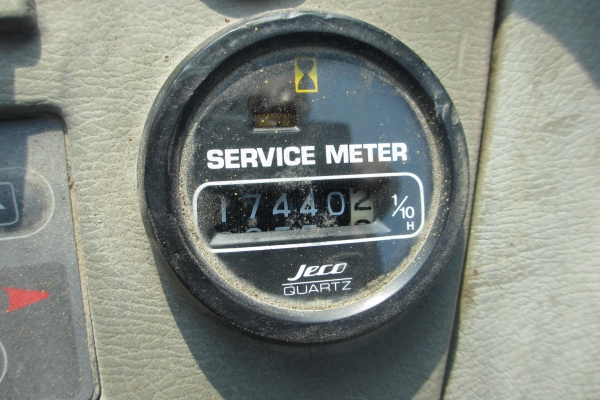 SERVICE METER
174402 1/10
H
Jeco
QUARTZ